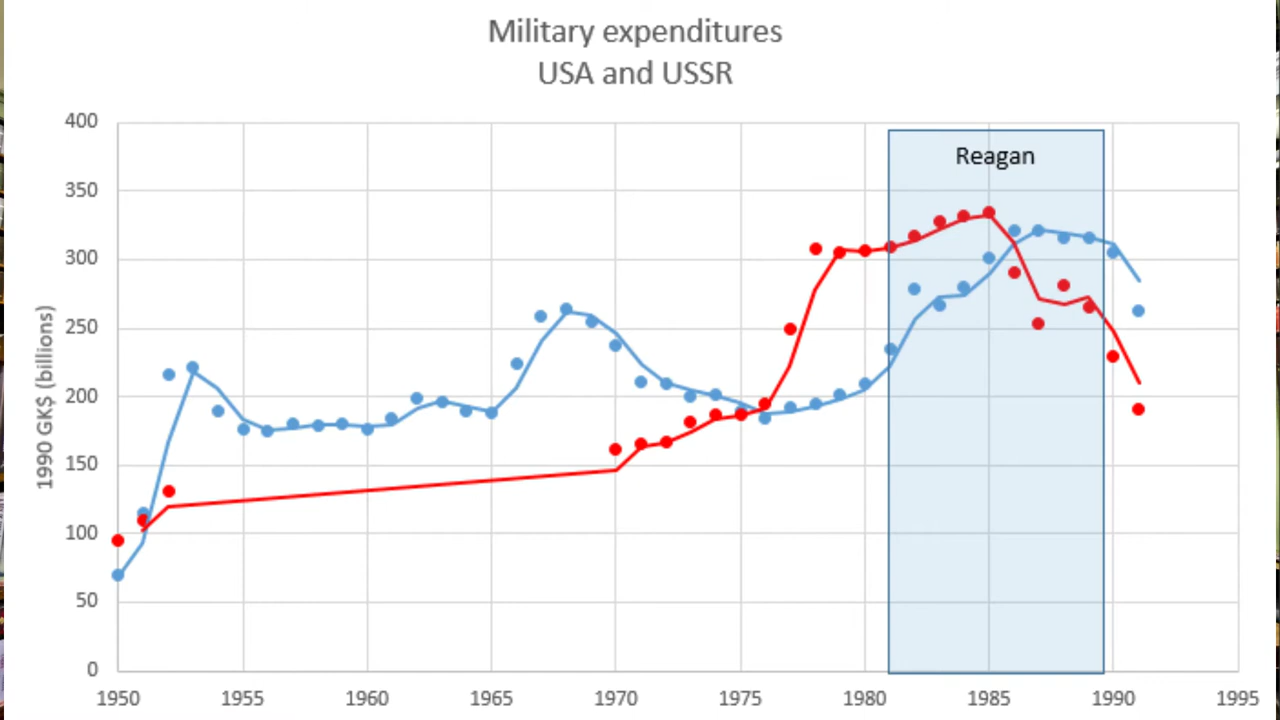 Military expenditures
USA and USSR
Reagan
1990 GK$ (billions)
400
350
300
250
200
150
100
50
0
1950 1955 1960 1965 1970 1975 1980 1985 1990 1995